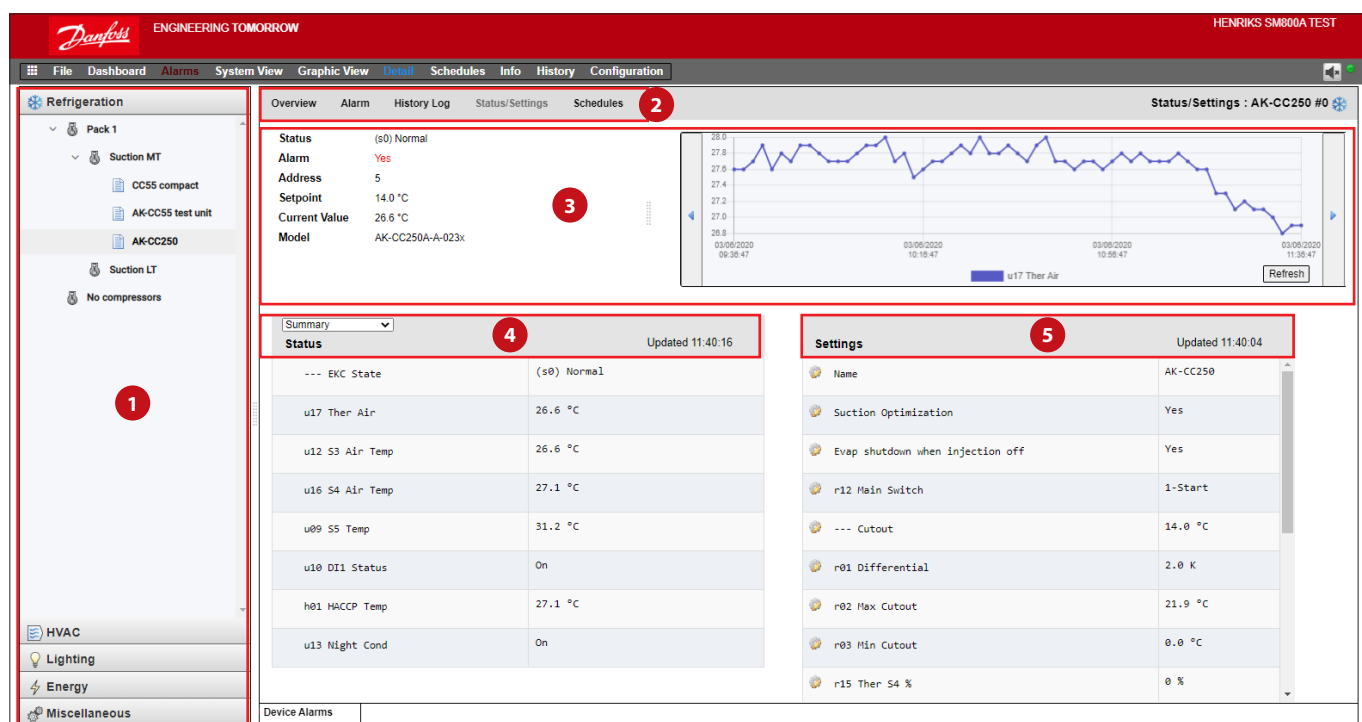 Danfoss
ENGINEERING TOMORROW
HENRIKS SM800A TEST
File Dashboard Alarms System View Graphic View Detail Schedules Info History Configuration
Refrigeration
Pack 1
Suction MT
CC55 compact
AK-CC55 test unit
AK-CC250
Suction LT
No compressors
1
HVAC
Lighting
Energy
Miscellaneous
Overview Alarm History Log Status/Settings Schedules
2
Status/Settings : AK-CC250 #0
Status (s0) Normal
Alarm Yes
Address 5
Setpoint 14.0 °C
Current Value 26.6 °C
Model AK-CC250A-A-023x
3
28.0
27.8
27.6
27.4
27.2
27.0
26.8
03/06/2020 03/06/2020 03/06/2020 03/06/2020
09:36:47 10:16:47 10:56:47 11:36:47
u17 Ther Air
Refresh
Summary
Status
4
Updated 11:40:16
--- EKC State (s0) Normal
u17 Ther Air 26.6 °C
u12 S3 Air Temp 26.6 °C
u16 S4 Air Temp 27.1 °C
u09 S5 Temp 31.2 °C
u10 DI1 Status On
h01 HACCP Temp 27.1 °C
u13 Night Cond On
Settings
5
Updated 11:40:04
Name AK-CC250
Suction Optimization Yes
Evap shutdown when injection off Yes
r12 Main Switch 1-Start
--- Cutout 14.0 °C
r01 Differential 2.0 K
r02 Max Cutout 21.9 °C
r03 Min Cutout 0.0 °C
r15 Ther S4 % 0 %
Device Alarms